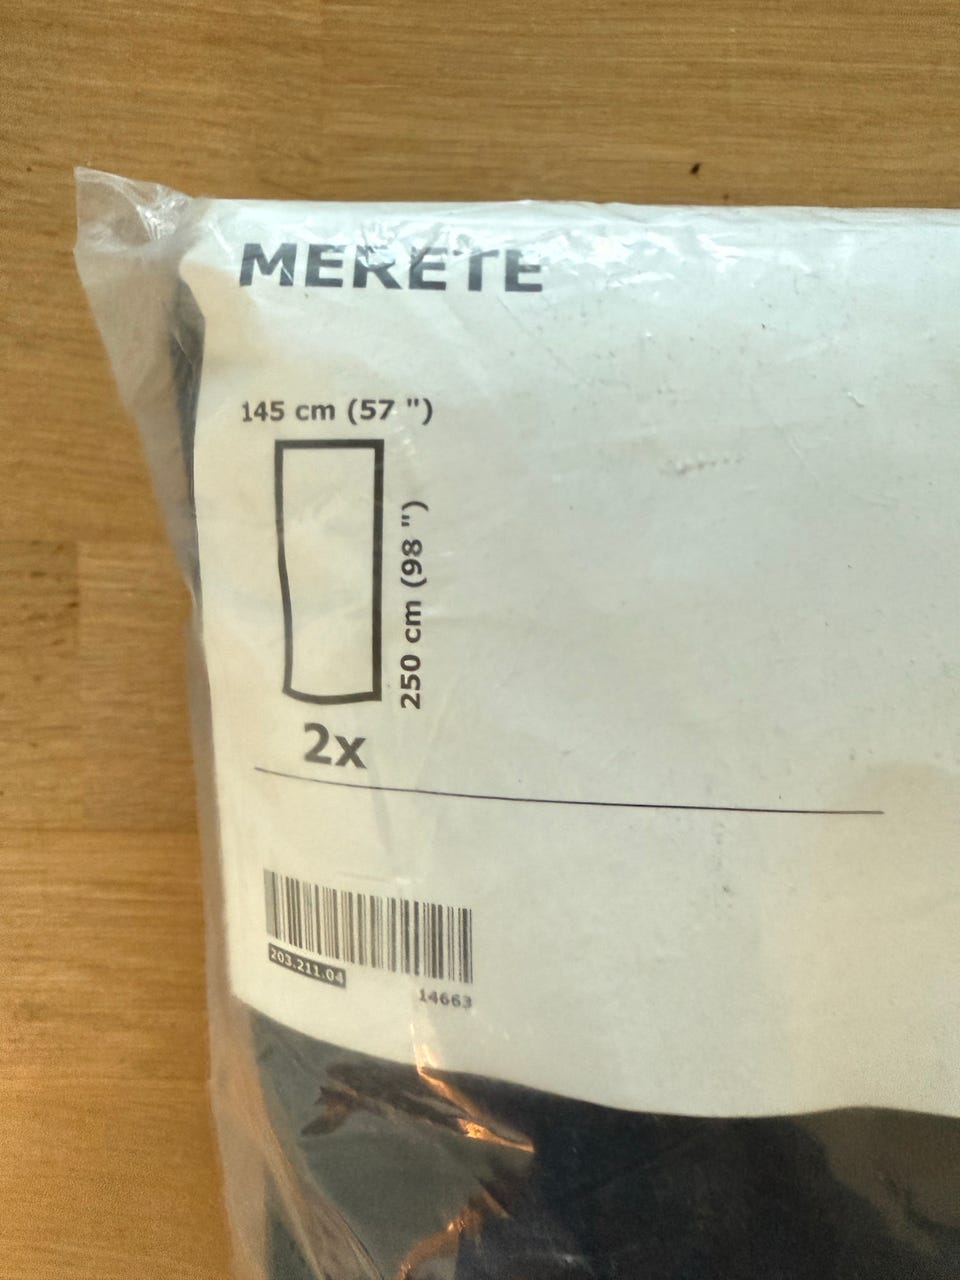 MERETE
145 cm (57 ")
250 cm (98 ")
2x
203.211.04
14663